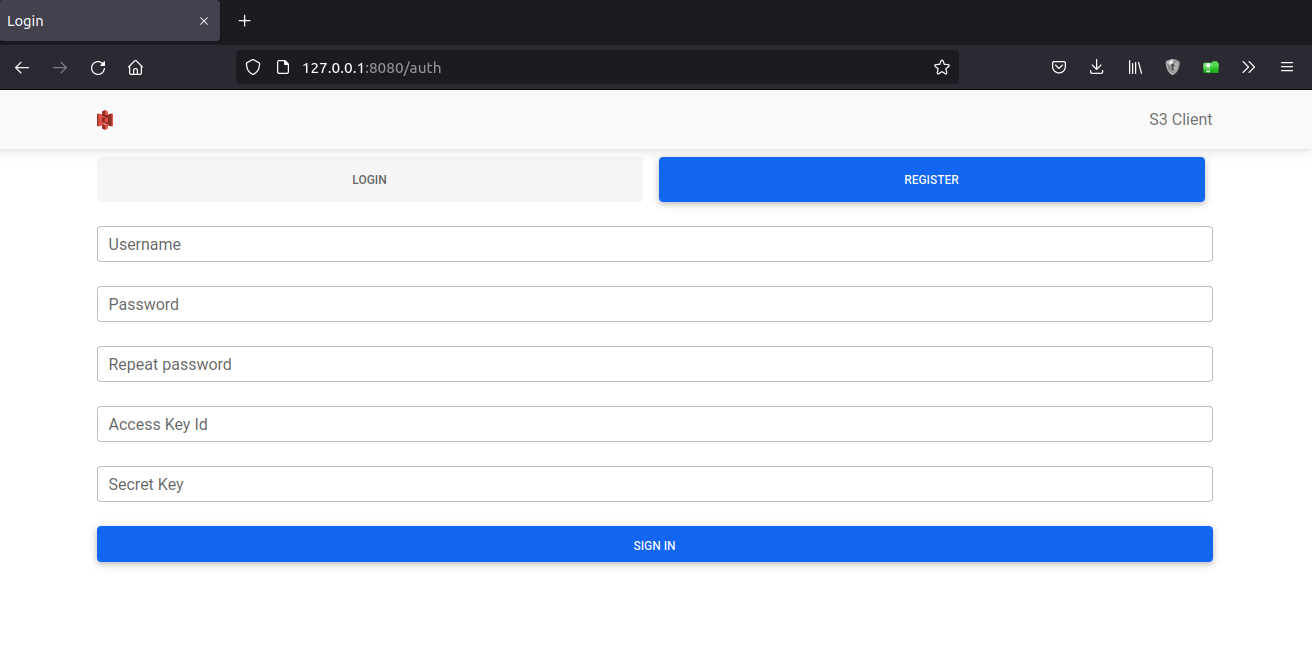 Login
127.0.0.1:8080/auth
S3 Client
LOGIN
REGISTER
Username
Password
Repeat password
Access Key Id
Secret Key
SIGN IN